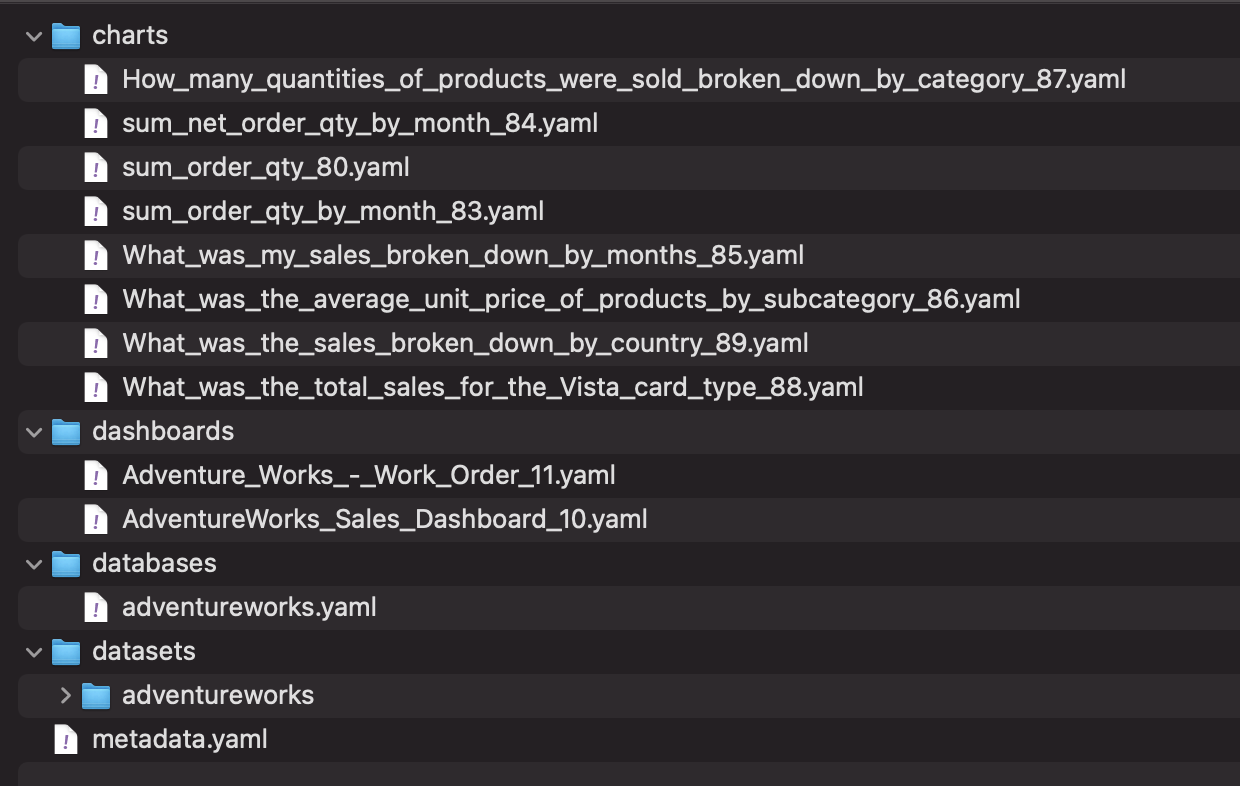 charts
How_many_quantities_of_products_were_sold_broken_down_by_category_87.yaml
sum_net_order_qty_by_month_84.yaml
sum_order_qty_80.yaml
sum_order_qty_by_month_83.yaml
What_was_my_sales_broken_down_by_months_85.yaml
What_was_the_average_unit_price_of_products_by_subcategory_86.yaml
What_was_the_sales_broken_down_by_country_89.yaml
What_was_the_total_sales_for_the_Vista_card_type_88.yaml
dashboards
Adventure_Works_-_Work_Order_11.yaml
AdventureWorks_Sales_Dashboard_10.yaml
databases
adventureworks.yaml
datasets
adventureworks
metadata.yaml